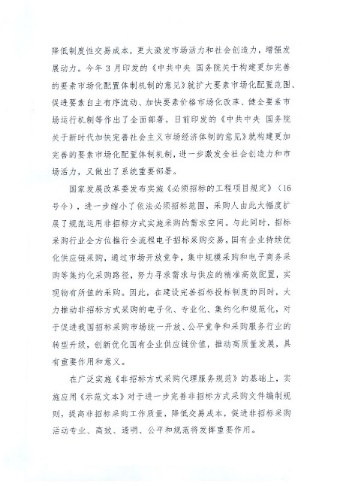 降低制度性交易成本，更大激发市场活力和社会创造力，增强发
展动力。今年 3 月印发的《中共中央 国务院关于构建更加完善
的要素市场化配置体制机制的意见》就扩大要素市场化配置范围、
促进要素自主有序流动、加快要素价格市场化改革、健全要素市
场运行机制等作出了全面部署。日前印发的《中共中央 国务院
关于新时代加快完善社会主义市场经济体制的意见》就构建更加
完善的要素市场化配置体制机制，进一步激发全社会创造力和市
场活力，又做出了系统重要部署。
国家发展改革委发布实施《必须招标的工程项目规定》（16
号令），进一步缩小了依法必须招标范围，采购人由此大幅度扩
展了规范运用非招标方式实施采购的需求空间。与此同时，招标
采购行业全方位推行全流程电子招标采购交易，国有企业持续优
化供应链采购，通过市场开放竞争，集中规模采购和电子商务采
购等集约化采购路径，努力寻求需求与供应的精准高效配置，实
现物有所值的采购。因此，在建设完善招标投标制度的同时，大
力推动非招标方式采购的电子化、专业化、集约化和规范化，对
于促进我国招标采购市场统一开放、公平竞争和采购服务行业的
转型升级，创新优化国有企业供应链价值，推动高质量发展，具
有重要作用和意义。
在广泛实施《非招标方式采购代理服务规范》的基础上，实
施应用《示范文本》对于进一步完善非招标方式采购文件编制规
则，提高非招标采购工作质量，降低交易成本，促进非招标采购
活动专业、高效、透明、公平和规范将发挥重要作用。